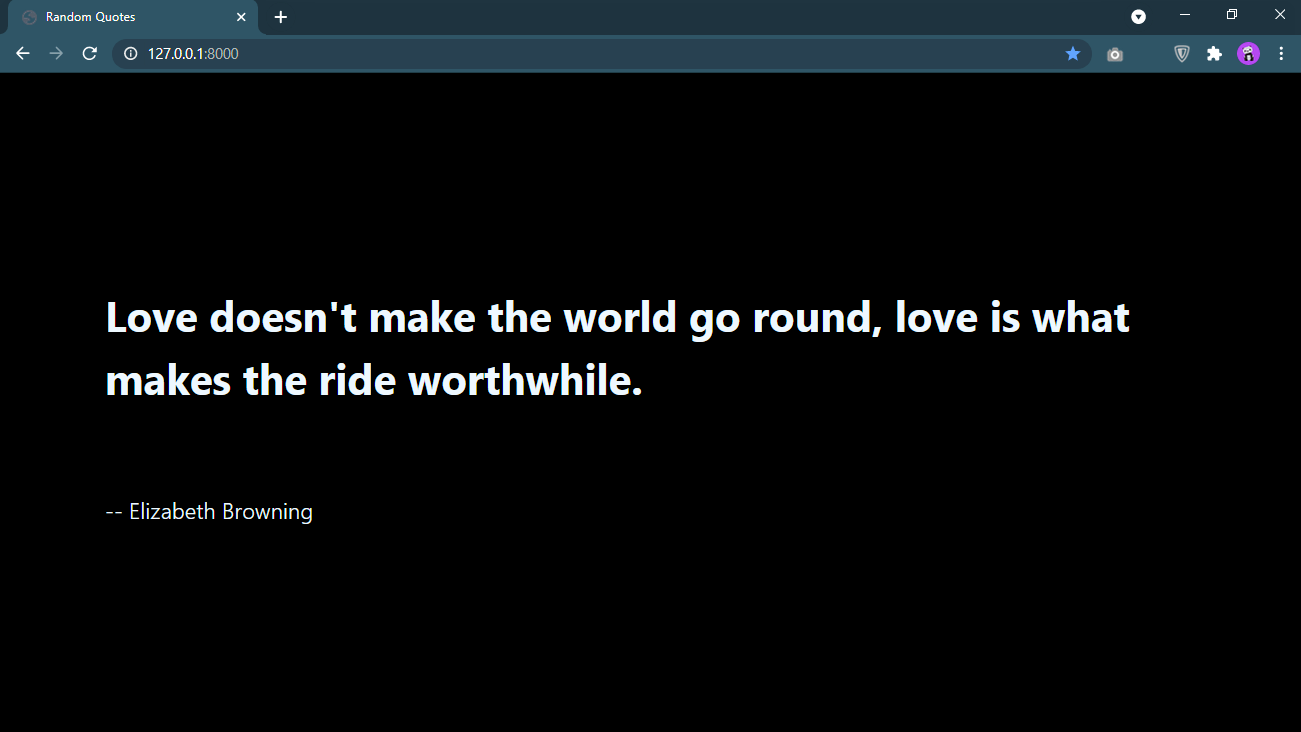 Random Quotes
127.0.0.1:8000
Love doesn't make the world go round, love is what
makes the ride worthwhile.
-- Elizabeth Browning